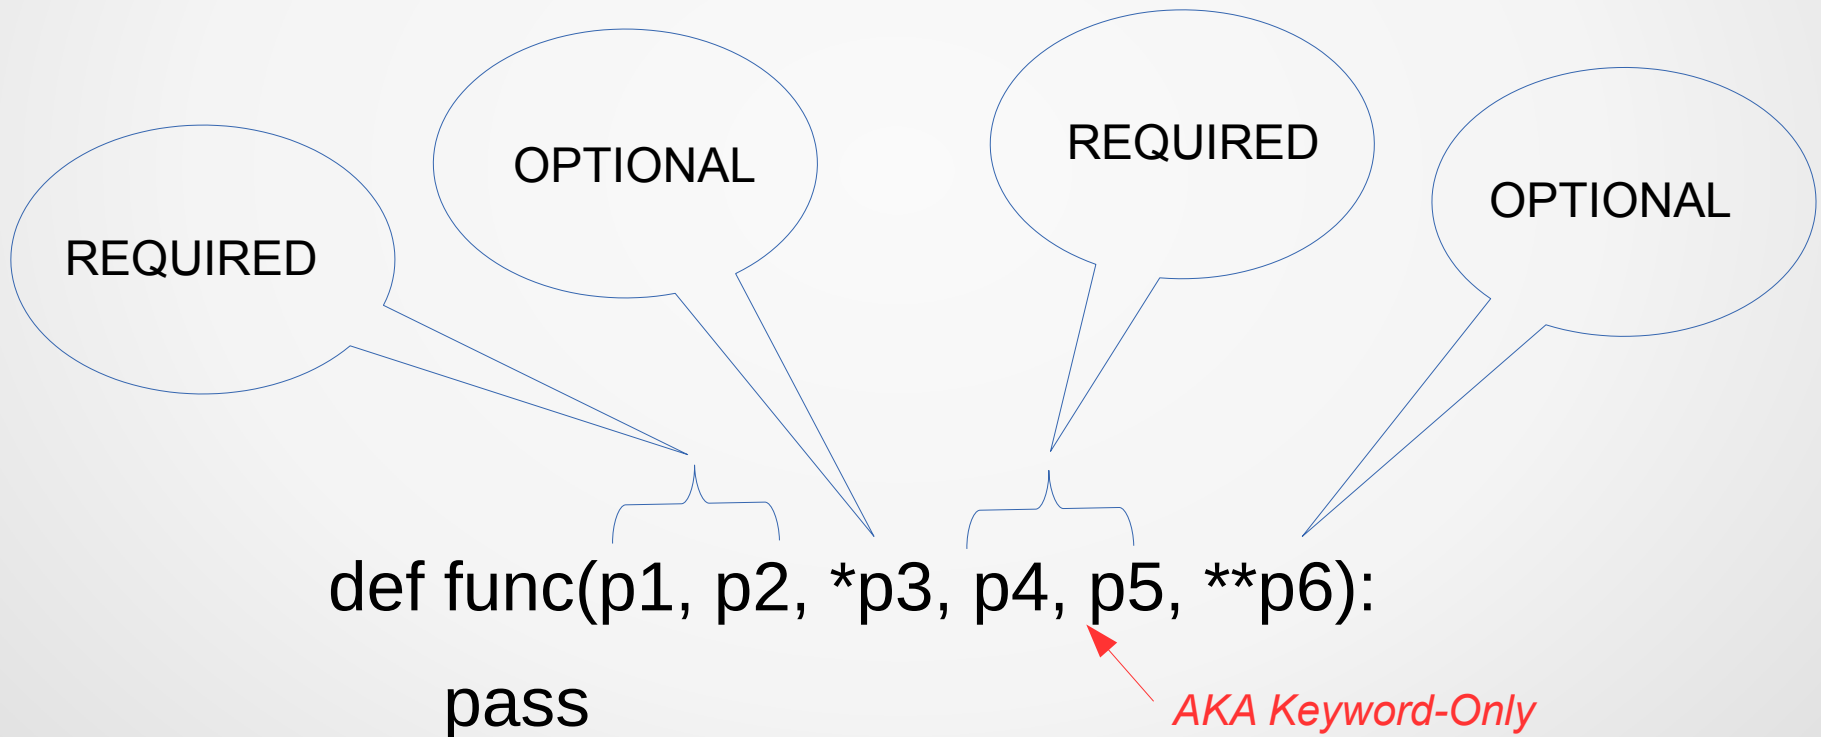 REQUIRED
OPTIONAL
REQUIRED
OPTIONAL
def func(p1, p2, *p3, p4, p5, **p6):
pass
AKA Keyword-Only